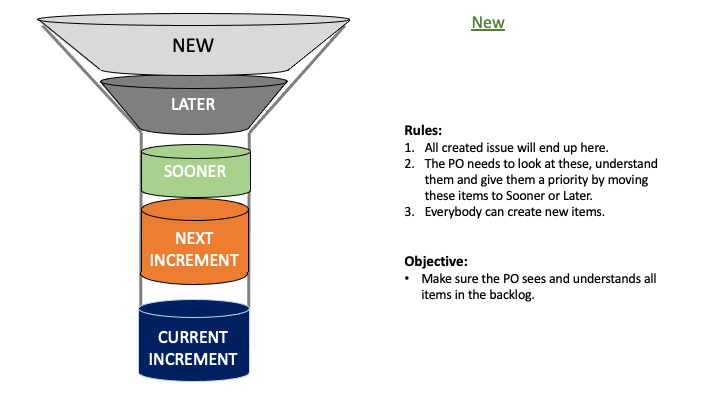 NEW
LATER
SOONER
NEXT
INCREMENT
CURRENT
INCREMENT
New
Rules:
1. All created issue will end up here.
2. The PO needs to look at these, understand
them and give them a priority by moving
these items to Sooner or Later.
3. Everybody can create new items.
Objective:
• Make sure the PO sees and understands all
items in the backlog.